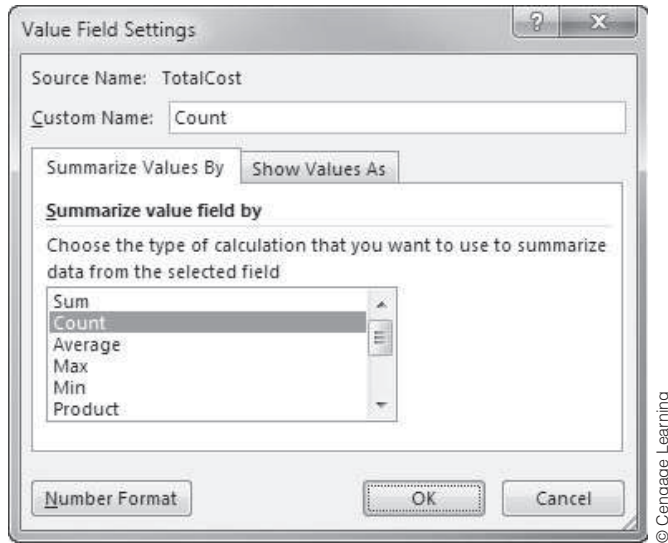 Value Field Settings
?
X
Source Name: TotalCost
Custom Name: Count
Summarize Values By Show Values As
Summarize value field by
Choose the type of calculation that you want to use to summarize
data from the selected field
Sum
Count
Average
Max
Min
Product
Number Format OK Cancel
© Cengage Learning